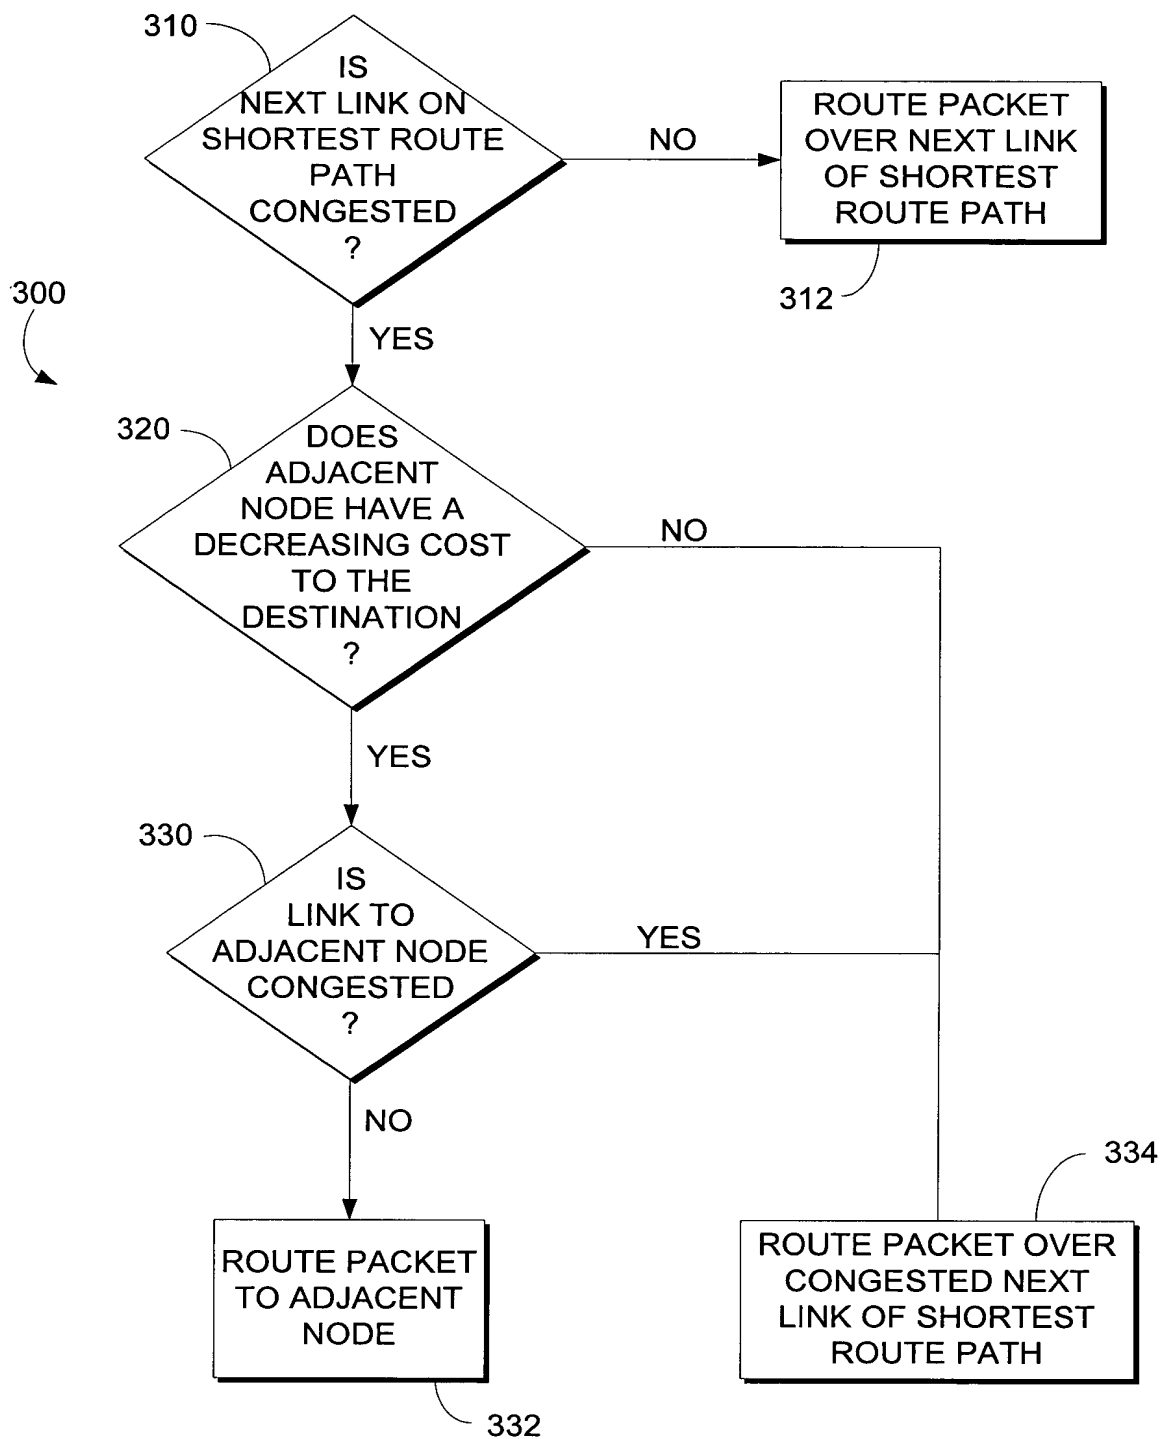 310
IS
NEXT LINK ON
SHORTEST ROUTE
PATH
CONGESTED
?
NO
ROUTE PACKET
OVER NEXT LINK
OF SHORTEST
ROUTE PATH
312
300
YES
320
DOES
ADJACENT
NODE HAVE A
DECREASING COST
TO THE
DESTINATION
?
NO
YES
330
IS
LINK TO
ADJACENT NODE
CONGESTED
?
YES
NO
334
ROUTE PACKET
TO ADJACENT
NODE
332
ROUTE PACKET OVER
CONGESTED NEXT
LINK OF SHORTEST
ROUTE PATH